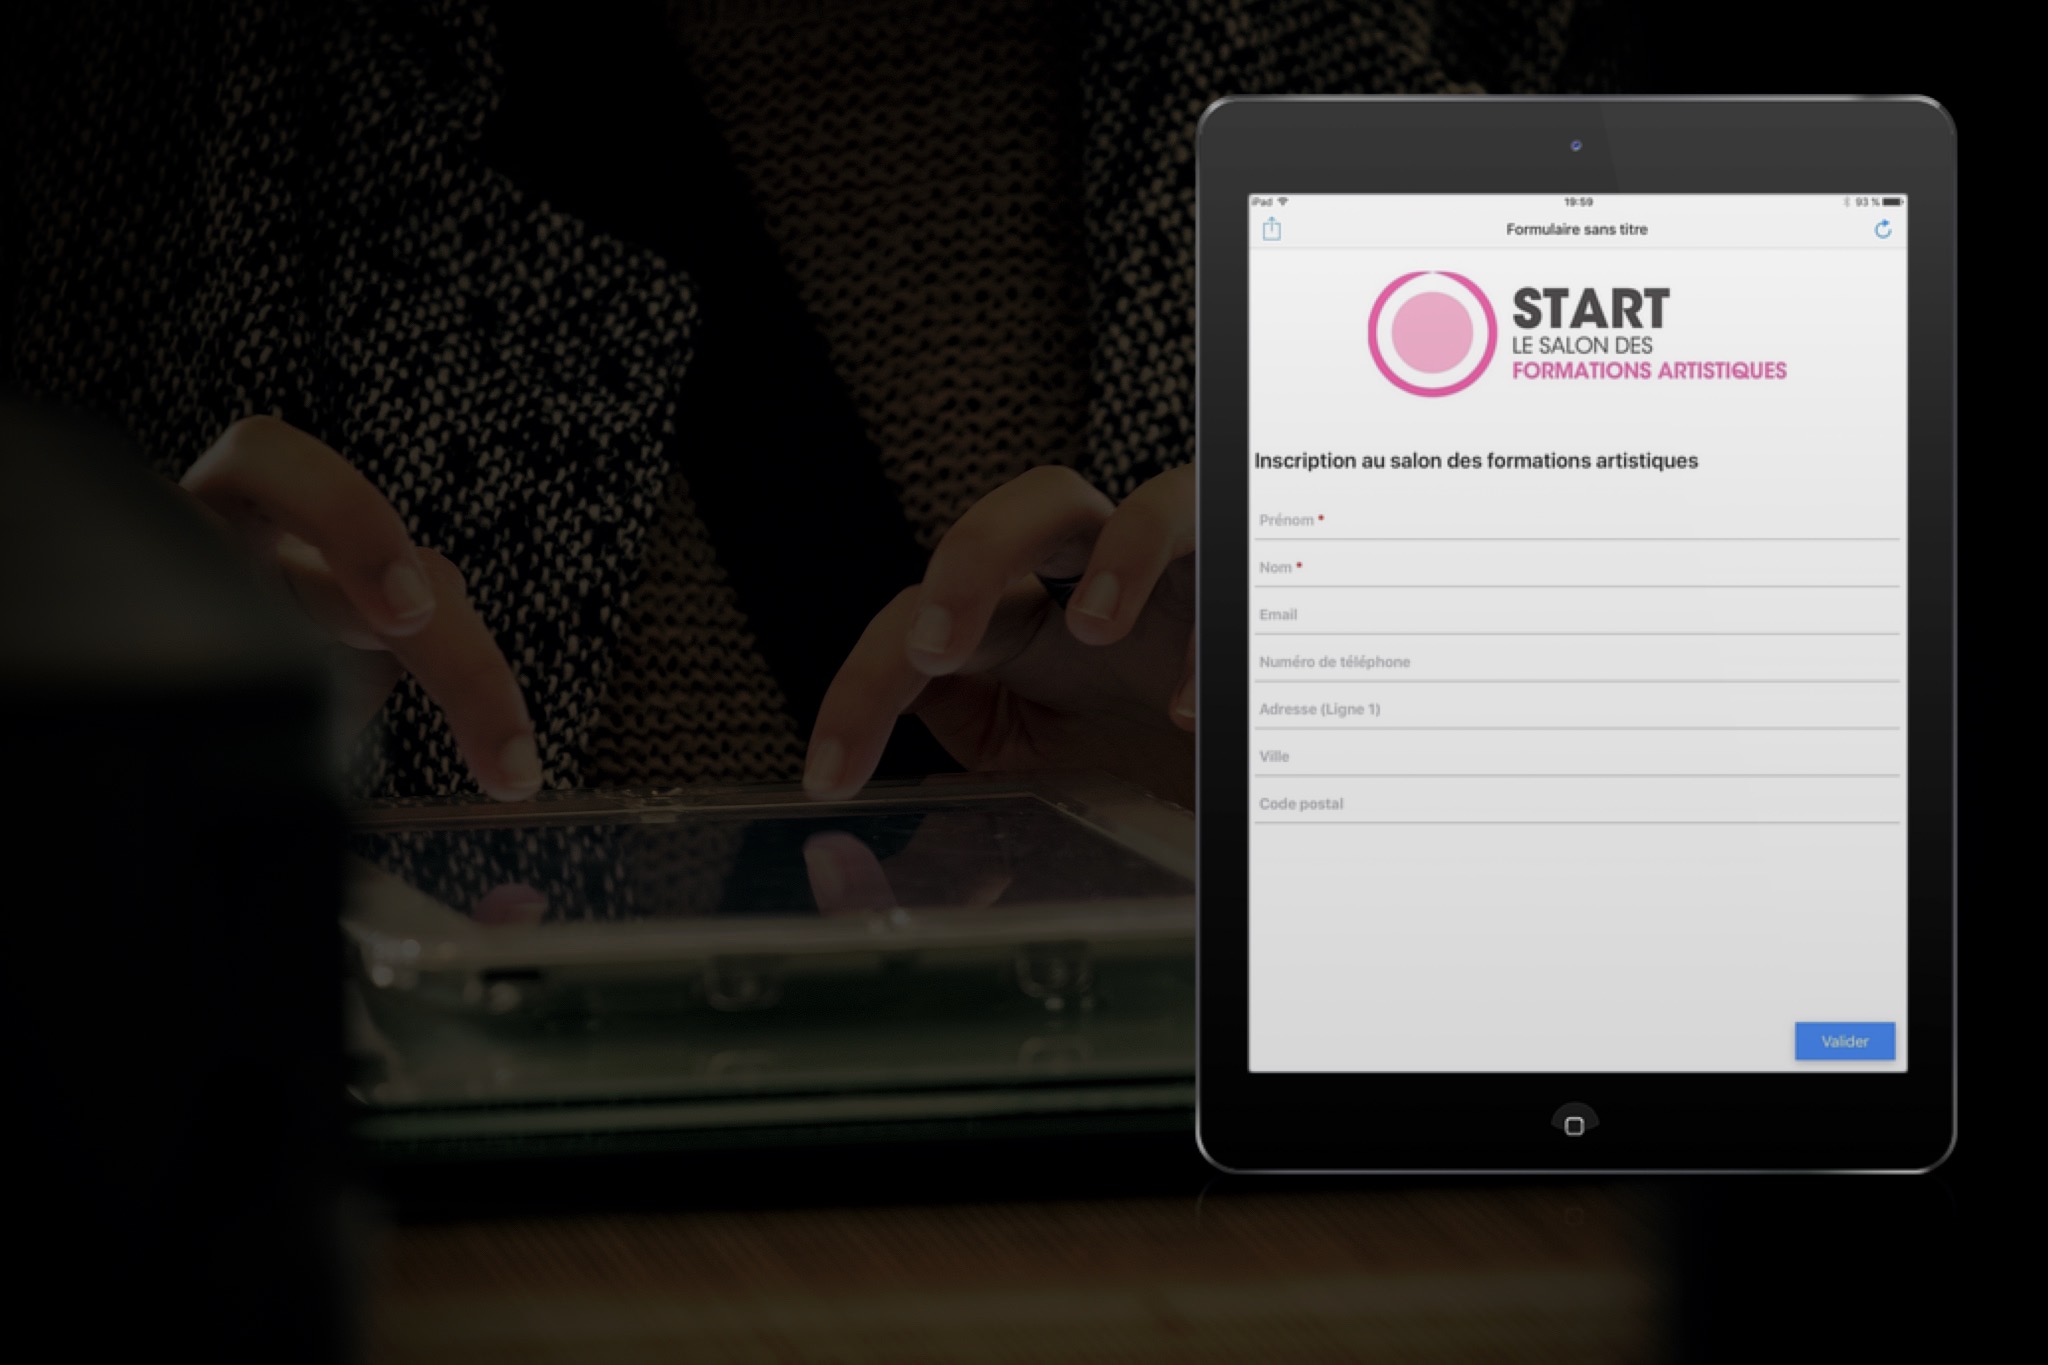 iPad 19:59 93 %
Formulaire sans titre
START
LE SALON DES
FORMATIONS ARTISTIQUES
Inscription au salon des formations artistiques
Prénom *
Nom *
Email
Numéro de téléphone
Adresse (Ligne 1)
Ville
Code postal
Valider